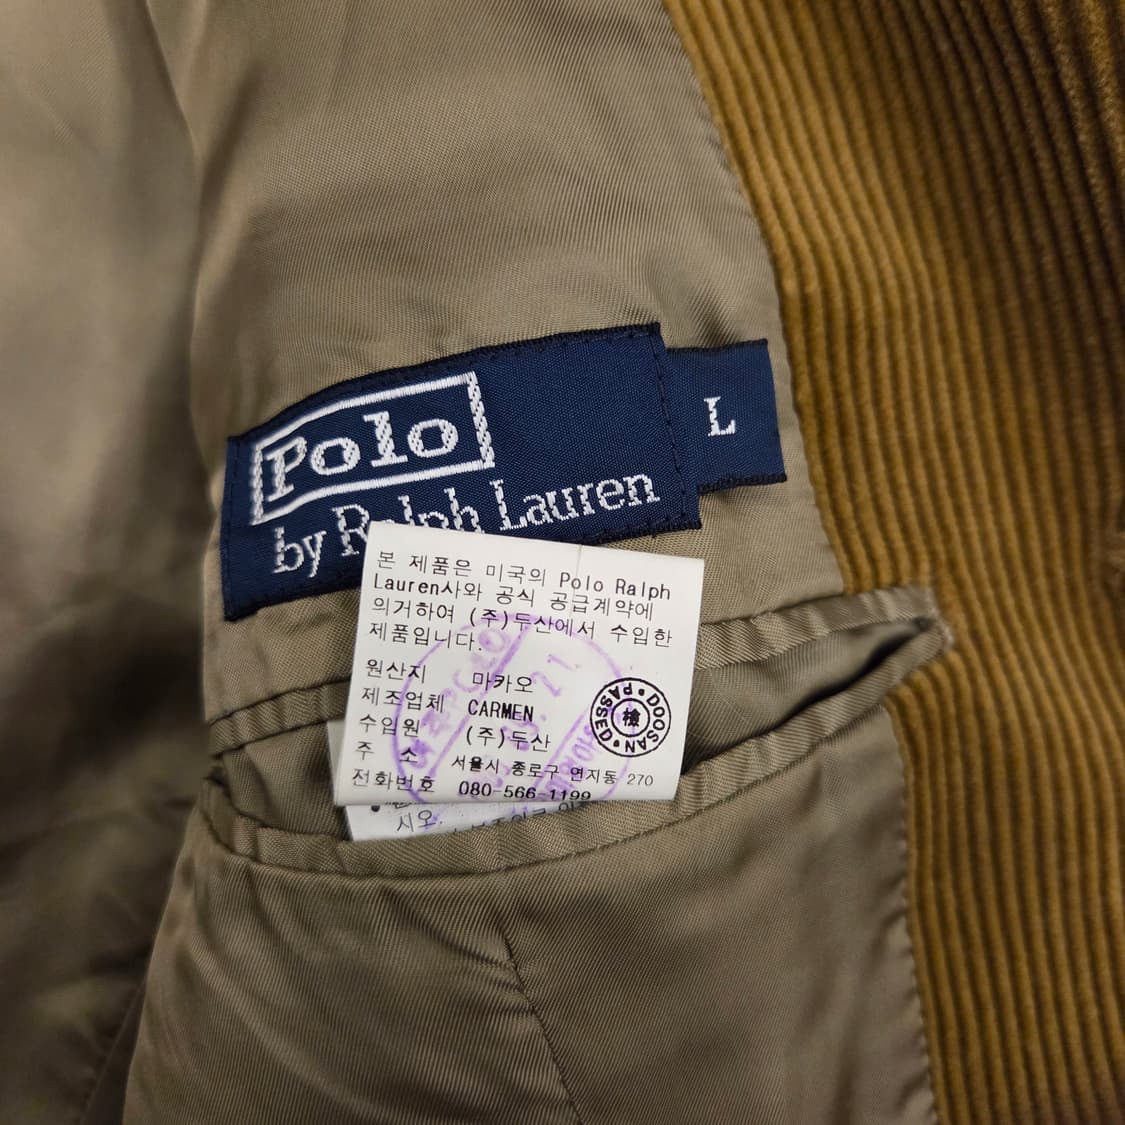 Polo
by Ralph Lauren
L
본 제품은 미국의 Polo Ralph
Lauren사와 공식 공급계약에
의거하여 (주)두산에서 수입한
제품입니다.
원산지 마카오
제조업체 CARMEN
수입원 (주)두산
주 소 서울시 종로구 연지동 270
전화번호 080-566-1199
DOOSAN PASSED
檢
시오.